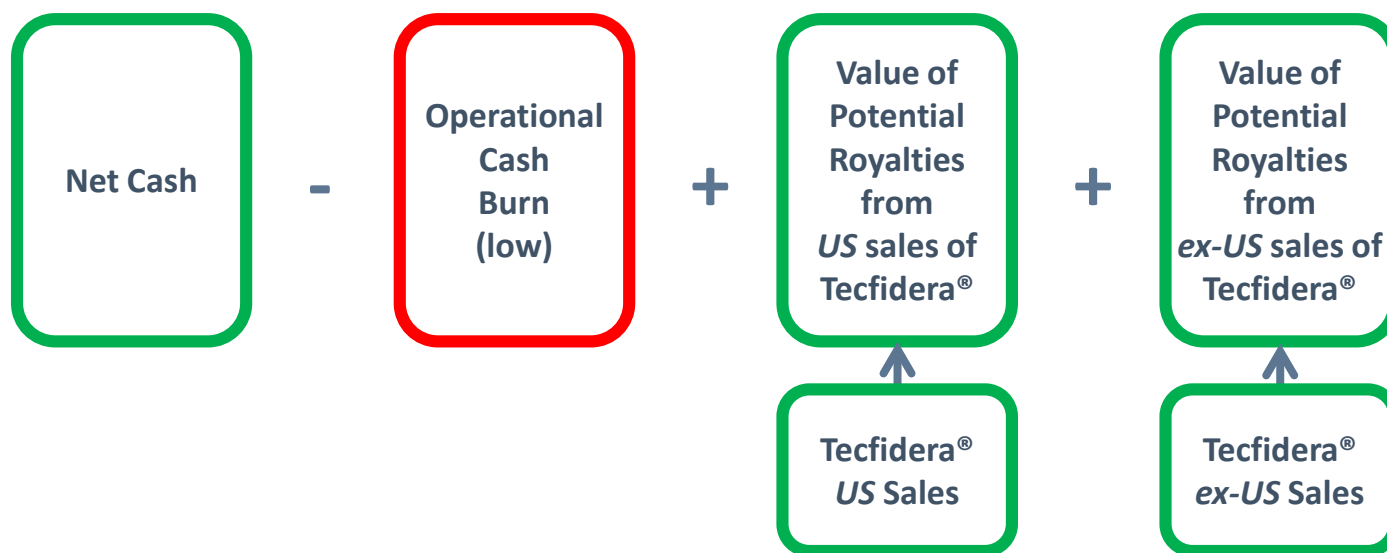 Net Cash
-
Operational
Cash
Burn
(low)
+
Value of
Potential
Royalties
from
US sales of
Tecfidera®
+
Value of
Potential
Royalties
from
ex-US sales of
Tecfidera®
Tecfidera®
US Sales
Tecfidera®
ex-US Sales